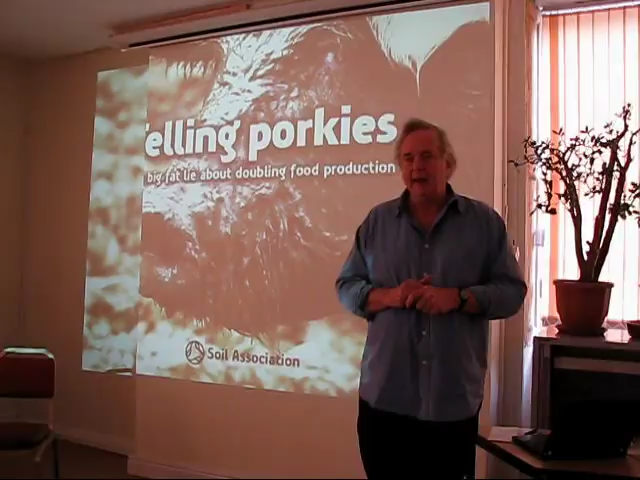 elling porkies
big fat lie about doubling food production
Soil Association